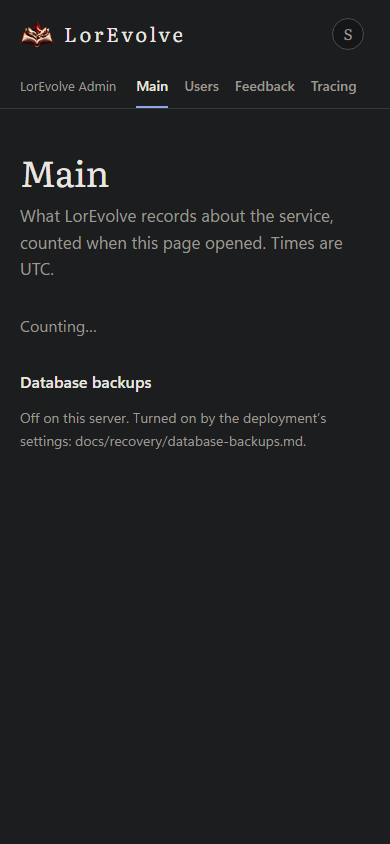 LorEvolve
S
LorEvolve Admin Main Users Feedback Tracing
Main
What LorEvolve records about the service,
counted when this page opened. Times are
UTC.
Counting...
Database backups
Off on this server. Turned on by the deployment's
settings: docs/recovery/database-backups.md.